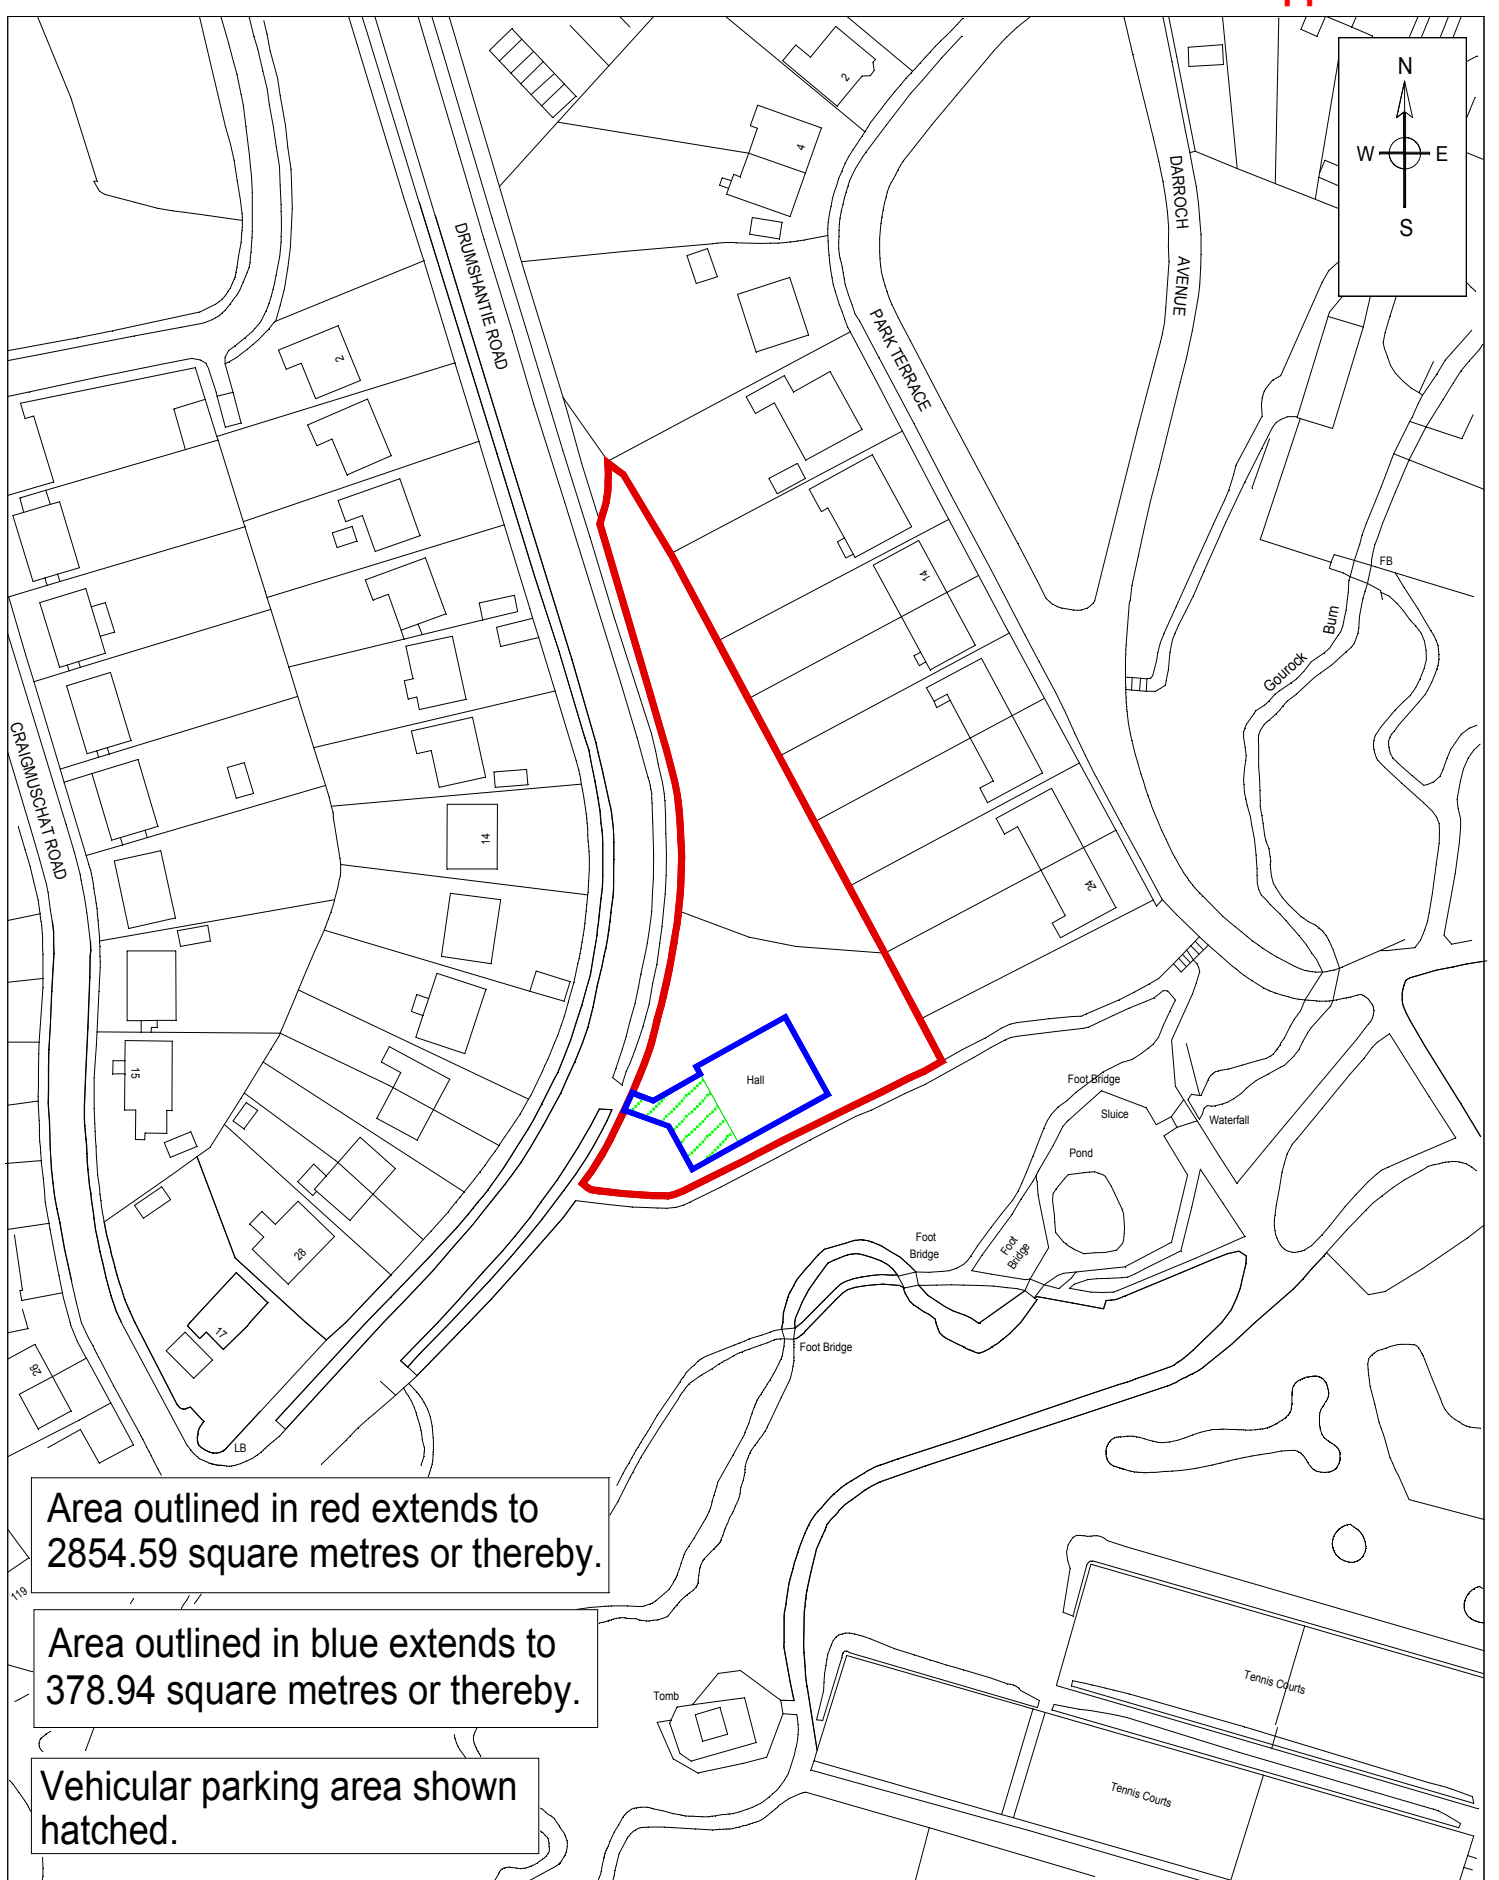 N
W E
S
2
4
DRUMSHANTIE ROAD
PARK TERRACE
DARROCH AVENUE
2
14
FB
Gourock Burn
CRAIGMUSCHAT ROAD
14
24
15
Hall
Foot Bridge
Sluice
Waterfall
Pond
Foot
Bridge
Foot
Bridge
28
17
Foot Bridge
26
LB
Area outlined in red extends to
2854.59 square metres or thereby.
119
Area outlined in blue extends to
378.94 square metres or thereby.
Tomb
Tennis Courts
Tennis Courts
Vehicular parking area shown
hatched.